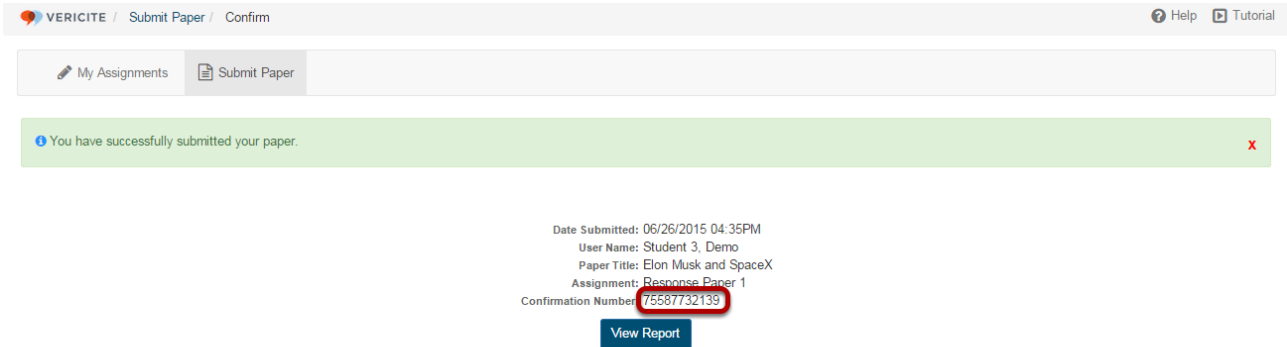 VERICITE / Submit Paper / Confirm Help Tutorial
My Assignments Submit Paper
You have successfully submitted your paper. X
Date Submitted: 06/26/2015 04:35PM
User Name: Student 3, Demo
Paper Title: Elon Musk and SpaceX
Assignment: Response Paper 1
Confirmation Number 75587732139
View Report